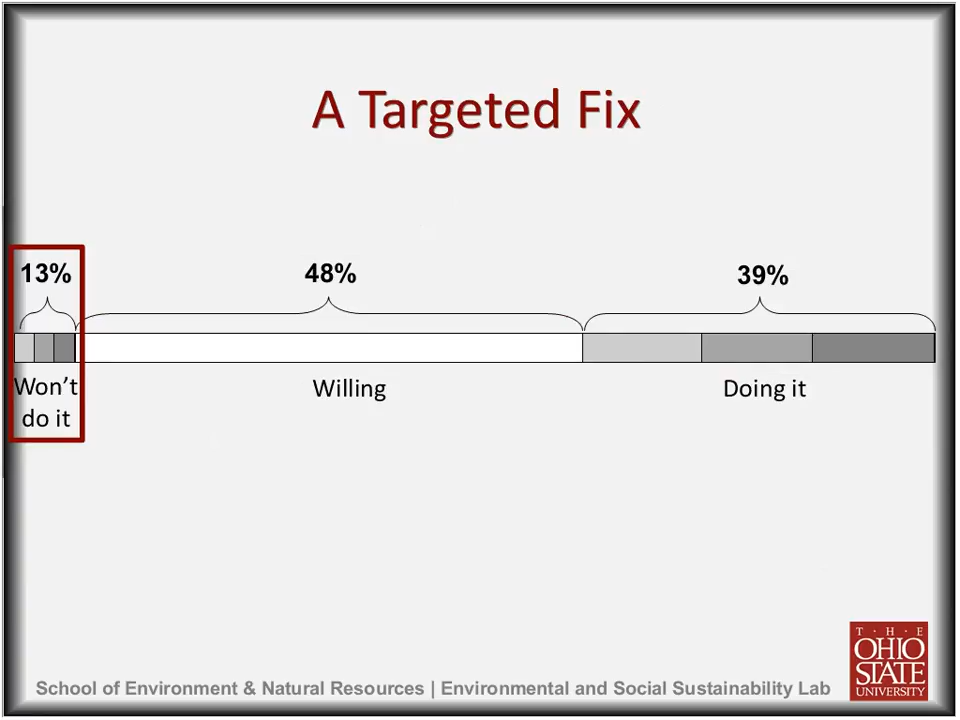 A Targeted Fix
13%
48%
39%
Won't
do it
Willing
Doing it
School of Environment & Natural Resources | Environmental and Social Sustainability Lab
T · H · E
OHIO
STATE
UNIVERSITY